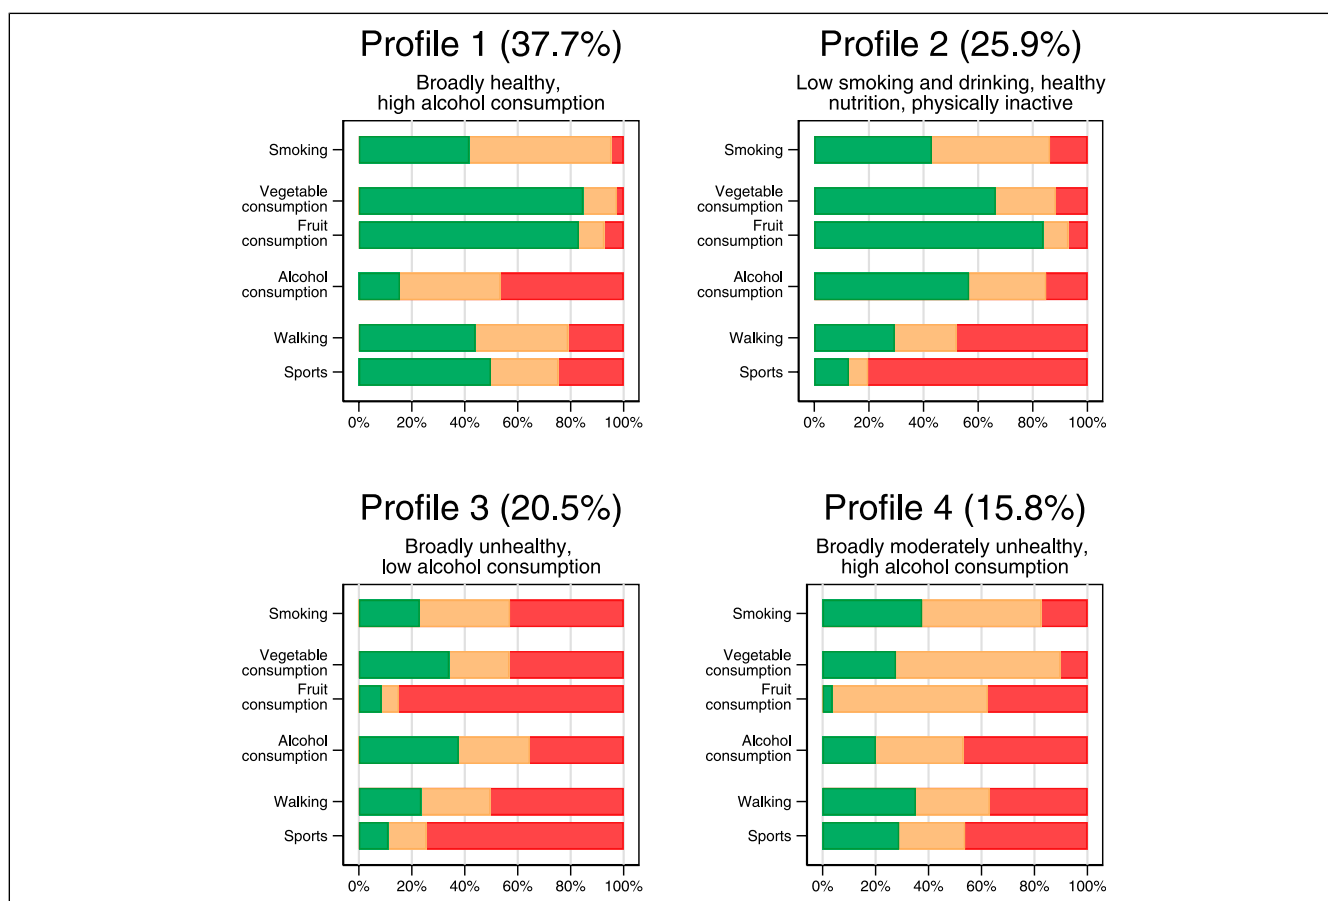 Profile 1 (37.7%)
Broadly healthy,
high alcohol consumption
Smoking
Vegetable
consumption
Fruit
consumption
Alcohol
consumption
Walking
Sports
0% 20% 40% 60% 80% 100%
Profile 2 (25.9%)
Low smoking and drinking, healthy
nutrition, physically inactive
Smoking
Vegetable
consumption
Fruit
consumption
Alcohol
consumption
Walking
Sports
0% 20% 40% 60% 80% 100%
Profile 3 (20.5%)
Broadly unhealthy,
low alcohol consumption
Smoking
Vegetable
consumption
Fruit
consumption
Alcohol
consumption
Walking
Sports
0% 20% 40% 60% 80% 100%
Profile 4 (15.8%)
Broadly moderately unhealthy,
high alcohol consumption
Smoking
Vegetable
consumption
Fruit
consumption
Alcohol
consumption
Walking
Sports
0% 20% 40% 60% 80% 100%